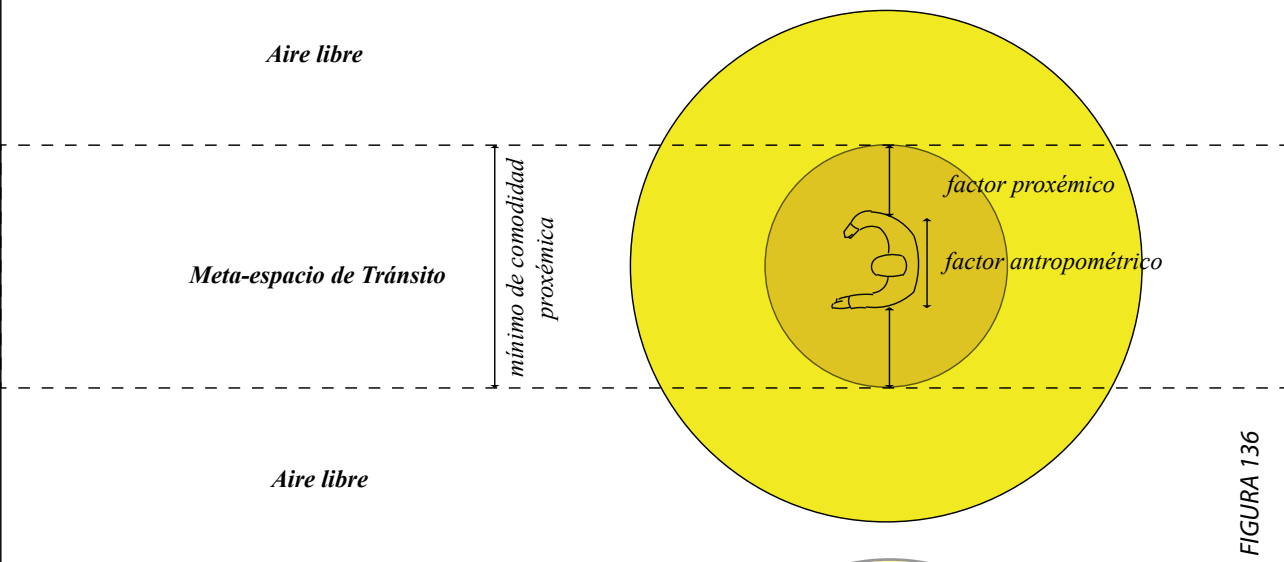 Aire libre
factor proxémico
mínimo de comodidad
proxémica
Meta-espacio de Tránsito
factor antropométrico
Aire libre
FIGURA 136